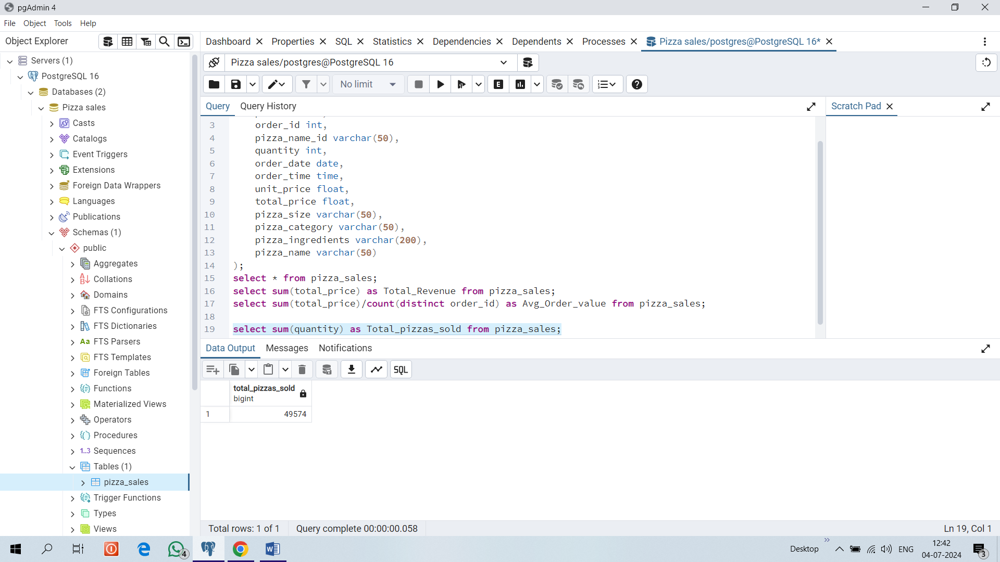 pgAdmin 4
File Object Tools Help
Object Explorer
Dashboard Properties SQL Statistics Dependencies Dependents Processes Pizza sales/postgres@PostgreSQL 16*
Servers (1)
PostgreSQL 16
Databases (2)
Pizza sales
Casts
Catalogs
Event Triggers
Extensions
Foreign Data Wrappers
Languages
Publications
Schemas (1)
public
Aggregates
Collations
Domains
FTS Configurations
FTS Dictionaries
FTS Parsers
FTS Templates
Foreign Tables
Functions
Materialized Views
Operators
Procedures
1..3 Sequences
Tables (1)
pizza_sales
Trigger Functions
Types
Views
Pizza sales/postgres@PostgreSQL 16
No limit
E
Query Query History
Scratch Pad
3 order_id int,
4 pizza_name_id varchar(50),
5 quantity int,
6 order_date date,
7 order_time time,
8 unit_price float,
9 total_price float,
10 pizza_size varchar(50),
11 pizza_category varchar(50),
12 pizza_ingredients varchar(200),
13 pizza_name varchar(50)
14 );
15 select * from pizza_sales;
16 select sum(total_price) as Total_Revenue from pizza_sales;
17 select sum(total_price)/count(distinct order_id) as Avg_Order_value from pizza_sales;
18
19 select sum(quantity) as Total_pizzas_sold from pizza_sales;
Data Output Messages Notifications
SQL
total_pizzas_sold
bigint
1 49574
Total rows: 1 of 1 Query complete 00:00:00.058 Ln 19, Col 1
4
Desktop
ENG
12:42
04-07-2024
3